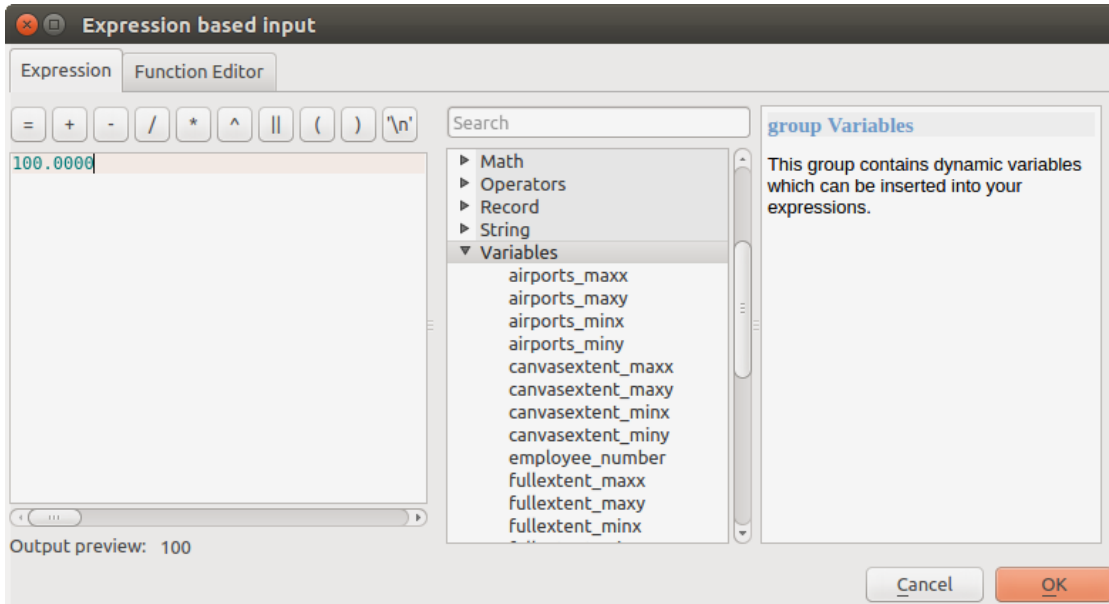 Expression based input
Expression
Function Editor
= + - / * ^ || ( ) '\n'
100.0000
Output preview: 100
Search
Math
Operators
Record
String
Variables
airports_maxx
airports_maxy
airports_minx
airports_miny
canvasextent_maxx
canvasextent_maxy
canvasextent_minx
canvasextent_miny
employee_number
fullextent_maxx
fullextent_maxy
fullextent_minx
group Variables
This group contains dynamic variables
which can be inserted into your
expressions.
Cancel
OK